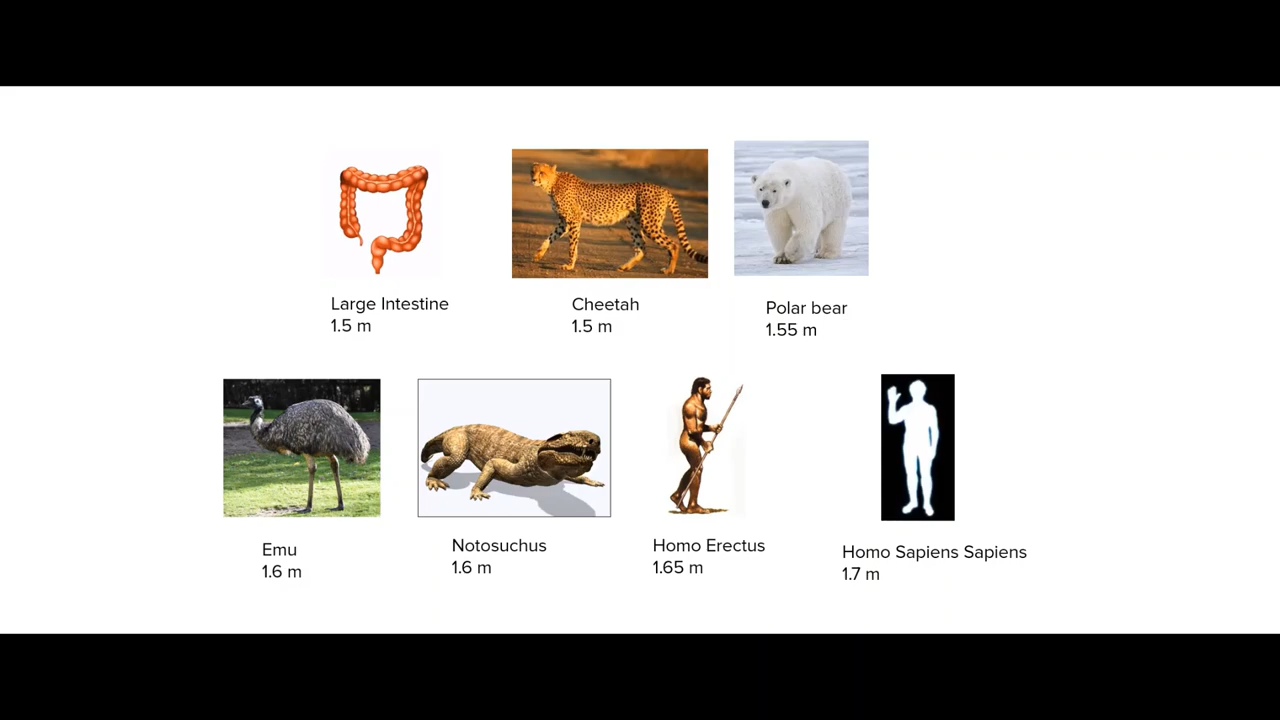 Large Intestine
1.5 m
Cheetah
1.5 m
Polar bear
1.55 m
Emu
1.6 m
Notosuchus
1.6 m
Homo Erectus
1.65 m
Homo Sapiens Sapiens
1.7 m